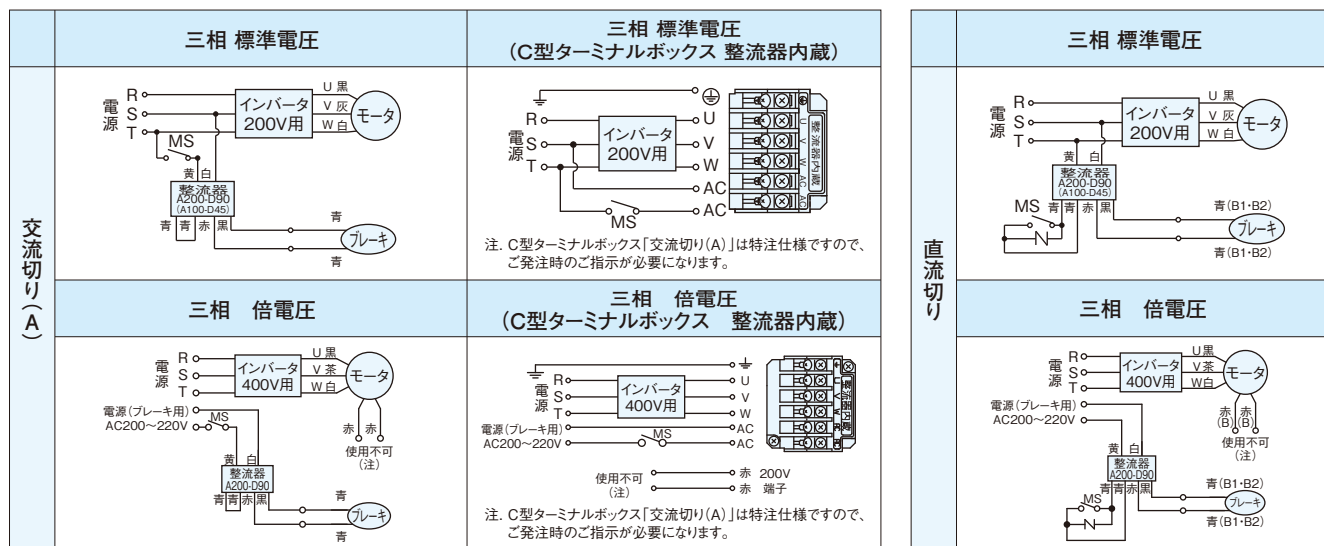 交流切り(A)
三相 標準電圧
R
S
T
電源
インバータ
200V用
U 黒
V 灰
W 白
モータ
MS
黄 白
整流器
A200-D90
(A100-D45)
青 青 赤 黒
青
ブレーキ
青
三相 標準電圧
(C型ターミナルボックス 整流器内蔵)
R
S
T
電源
インバータ
200V用
U
V
W
AC
AC
MS
U
V
W
AC
AC
整流器内蔵
注. C型ターミナルボックス「交流切り(A)」は特注仕様ですので、
ご発注時のご指示が必要になります。
三相 倍電圧
R
S
T
電源
インバータ
400V用
U 黒
V 茶
W 白
モータ
電源(ブレーキ用)
AC200~220V
MS
赤 赤
使用不可
(注)
黄 白
整流器
A200-D90
青 青 赤 黒
青
ブレーキ
青
三相 倍電圧
(C型ターミナルボックス 整流器内蔵)
電源
R
S
T
インバータ
400V用
U
V
W
電源(ブレーキ用)
AC200~220V
MS
AC
AC
U
V
W
AC
AC
整流器内蔵
使用不可
(注)
赤 200V
赤 端子
注. C型ターミナルボックス「交流切り(A)」は特注仕様ですので、
ご発注時のご指示が必要になります。
直流切り
三相 標準電圧
R
S
T
電源
インバータ
200V用
U 黒
V 灰
W 白
モータ
黄 白
整流器
A200-D90
(A100-D45)
MS
青 青 赤 黒
N
青(B1・B2)
ブレーキ
青(B1・B2)
三相 倍電圧
R
S
T
電源
インバータ
400V用
U 黒
V 茶
W 白
モータ
電源(ブレーキ用)
AC200~220V
赤 赤
(B) (B)
使用不可
(注)
黄 白
整流器
A200-D90
青 青 赤 黒
MS
N
青(B1・B2)
ブレーキ
青(B1・B2)